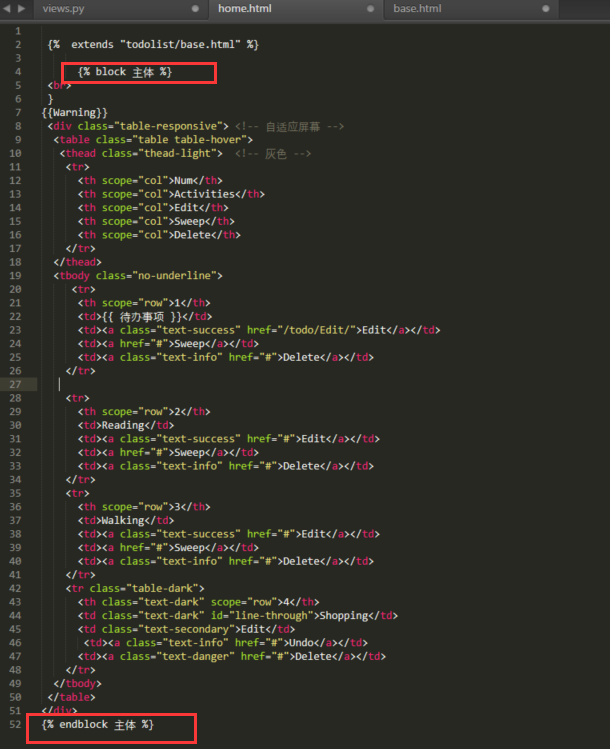 views.py home.html base.html
1
2 {%  extends "todolist/base.html" %}
3
4 {% block 主体 %}
5 <br>
6 }
7 {{Warning}}
8 <div class="table-responsive"> <!-- 自适应屏幕 -->
9 <table class="table table-hover">
10 <thead class="thead-light">  <!-- 灰色 -->
11 <tr>
12 <th scope="col">Num</th>
13 <th scope="col">Activities</th>
14 <th scope="col">Edit</th>
15 <th scope="col">Sweep</th>
16 <th scope="col">Delete</th>
17 </tr>
18 </thead>
19 <tbody class="no-underline">
20 <tr>
21 <th scope="row">1</th>
22 <td>{{ 待办事项 }}</td>
23 <td><a class="text-success" href="/todo/Edit/">Edit</a></td>
24 <td><a href="#">Sweep</a></td>
25 <td><a class="text-info" href="#">Delete</a></td>
26 </tr>
27
28 <tr>
29 <th scope="row">2</th>
30 <td>Reading</td>
31 <td><a class="text-success" href="#">Edit</a></td>
32 <td><a href="#">Sweep</a></td>
33 <td><a class="text-info" href="#">Delete</a></td>
34 </tr>
35 <tr>
36 <th scope="row">3</th>
37 <td>Walking</td>
38 <td><a class="text-success" href="#">Edit</a></td>
39 <td><a href="#">Sweep</a></td>
40 <td><a class="text-info" href="#">Delete</a></td>
41 </tr>
42 <tr class="table-dark">
43 <th class="text-dark" scope="row">4</th>
44 <td class="text-dark" id="line-through">Shopping</td>
45 <td class="text-secondary">Edit</td>
46 <td><a class="text-info" href="#">Undo</a></td>
47 <td><a class="text-danger" href="#">Delete</a></td>
48 </tr>
49 </tbody>
50 </table>
51 </div>
52 {% endblock 主体 %}